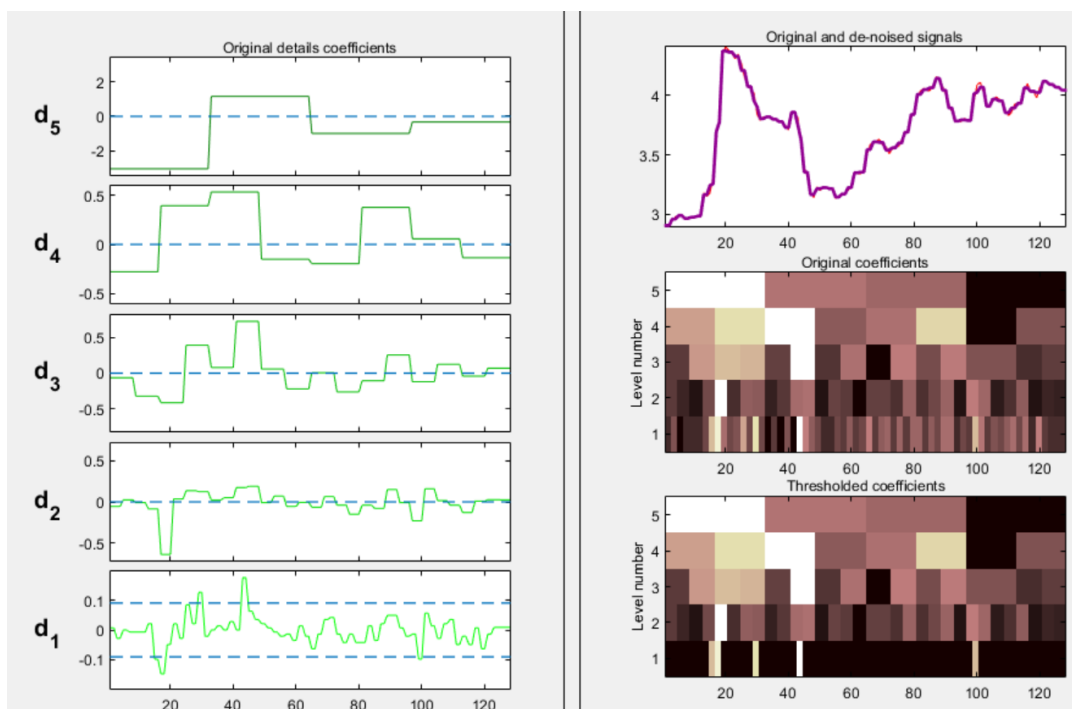 Original details coefficients
d5
2
0
-2
d4
0.5
0
-0.5
d3
0.5
0
-0.5
d2
0.5
0
-0.5
d1
0.1
0
-0.1
20 40 60 80 100 120
Original and de-noised signals
4
3.5
3
20 40 60 80 100 120
Original coefficients
Level number
5
4
3
2
1
20 40 60 80 100 120
Thresholded coefficients
Level number
5
4
3
2
1
20 40 60 80 100 120